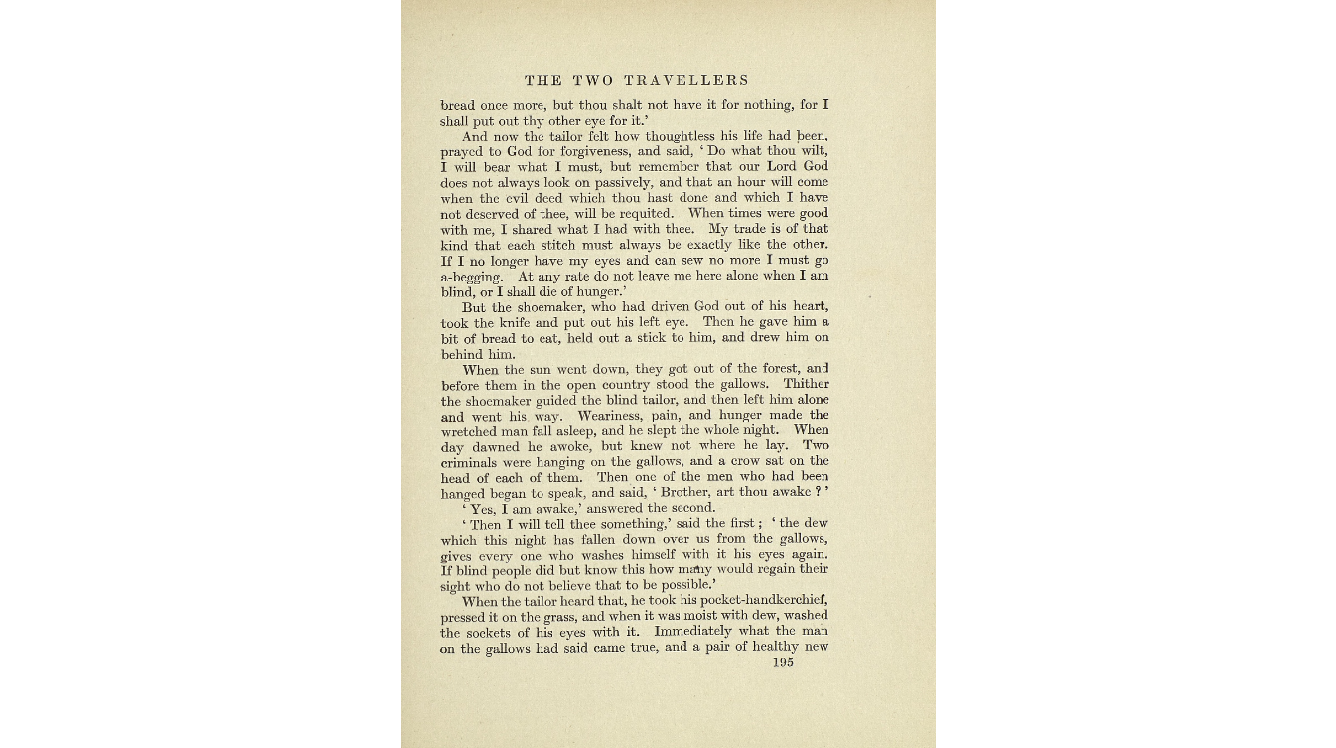 THE TWO TRAVELLERS
bread once more, but thou shalt not have it for nothing, for I
shall put out thy other eye for it.’
And now the tailor felt how thoughtless his life had been,
prayed to God for forgiveness, and said, ‘ Do what thou wilt,
I will bear what I must, but remember that our Lord God
does not always look on passively, and that an hour will come
when the evil deed which thou hast done and which I have
not deserved of thee, will be requited. When times were good
with me, I shared what I had with thee. My trade is of that
kind that each stitch must always be exactly like the other.
If I no longer have my eyes and can sew no more I must go
a-begging. At any rate do not leave me here alone when I am
blind, or I shall die of hunger.’
But the shoemaker, who had driven God out of his heart,
took the knife and put out his left eye. Then he gave him a
bit of bread to eat, held out a stick to him, and drew him on
behind him.
When the sun went down, they got out of the forest, and
before them in the open country stood the gallows. Thither
the shoemaker guided the blind tailor, and then left him alone
and went his way. Weariness, pain, and hunger made the
wretched man fall asleep, and he slept the whole night. When
day dawned he awoke, but knew not where he lay. Two
criminals were hanging on the gallows, and a crow sat on the
head of each of them. Then one of the men who had been
hanged began to speak, and said, ‘ Brother, art thou awake ? ’
‘ Yes, I am awake,’ answered the second.
‘ Then I will tell thee something,’ said the first ; ‘ the dew
which this night has fallen down over us from the gallows,
gives every one who washes himself with it his eyes again.
If blind people did but know this how many would regain their
sight who do not believe that to be possible.’
When the tailor heard that, he took his pocket-handkerchief,
pressed it on the grass, and when it was moist with dew, washed
the sockets of his eyes with it. Immediately what the man
on the gallows had said came true, and a pair of healthy new
195